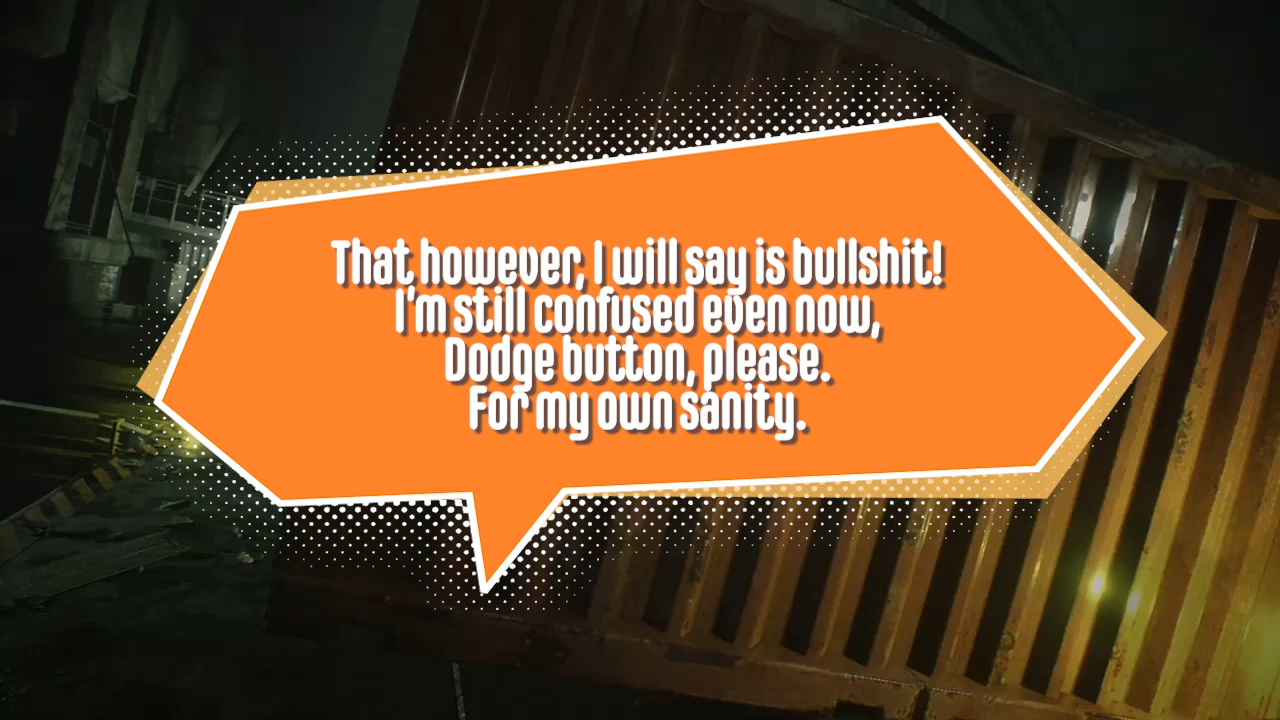 That however, I will say is bullshit!
I'm still confused even now,
Dodge button, please.
For my own sanity.